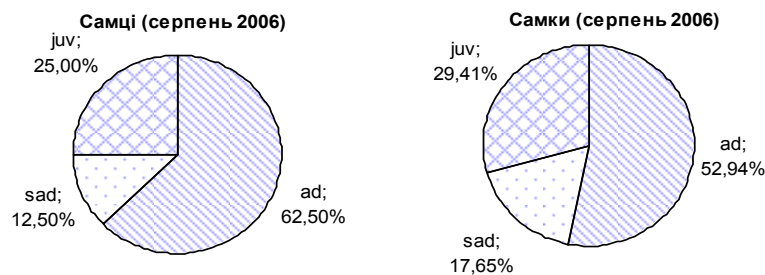 Самці (серпень 2006)
juv;
25,00%
sad;
12,50%
ad;
62,50%
Самки (серпень 2006)
juv;
29,41%
ad;
52,94%
sad;
17,65%